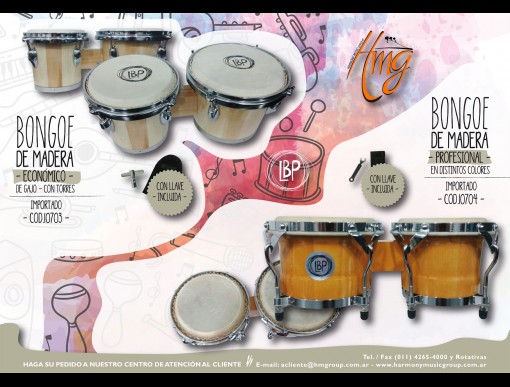 BONGOE
DE MADERA
- ECONÓMICO -
DE GAJO - CON TORRES
IMPORTADO
- COD.10703 -
CON LLAVE
- INCLUIDA -
LBP
LBP
Hmg
BONGOE
DE MADERA
- PROFESIONAL -
EN DISTINTOS COLORES
IMPORTADO
- COD.10704 -
CON LLAVE
- INCLUIDA -
LBP
HAGA SU PEDIDO A NUESTRO CENTRO DE ATENCIÓN AL CLIENTE
Tel. / Fax (011) 4265-4000 y Rotativas
E-mail: acliente@hmgroup.com.ar - www.harmonymusicgroup.com.ar